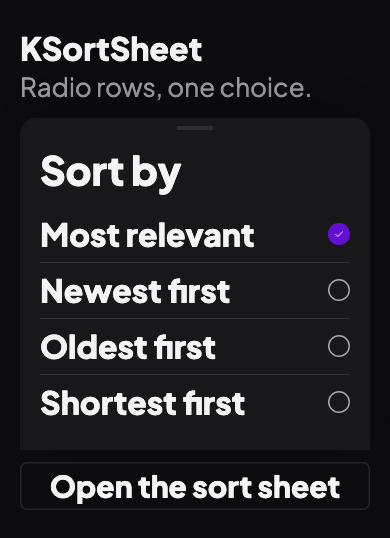 KSortSheet
Radio rows, one choice.
Sort by
Most relevant
Newest first
Oldest first
Shortest first
Open the sort sheet